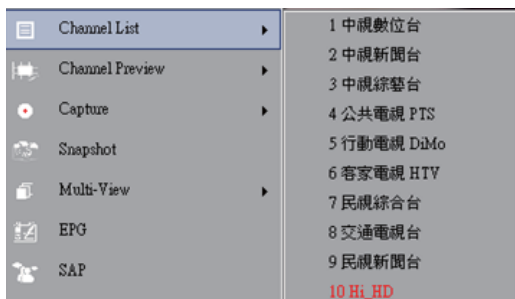 Channel List
Channel Preview
Capture
Snapshot
Multi-View
EPG
SAP
1 中視數位台
2 中視新聞台
3 中視綜藝台
4 公共電視 PTS
5 行動電視 DiMo
6 客家電視 HTV
7 民視綜合台
8 交通電視台
9 民視新聞台
10 Hi_HD